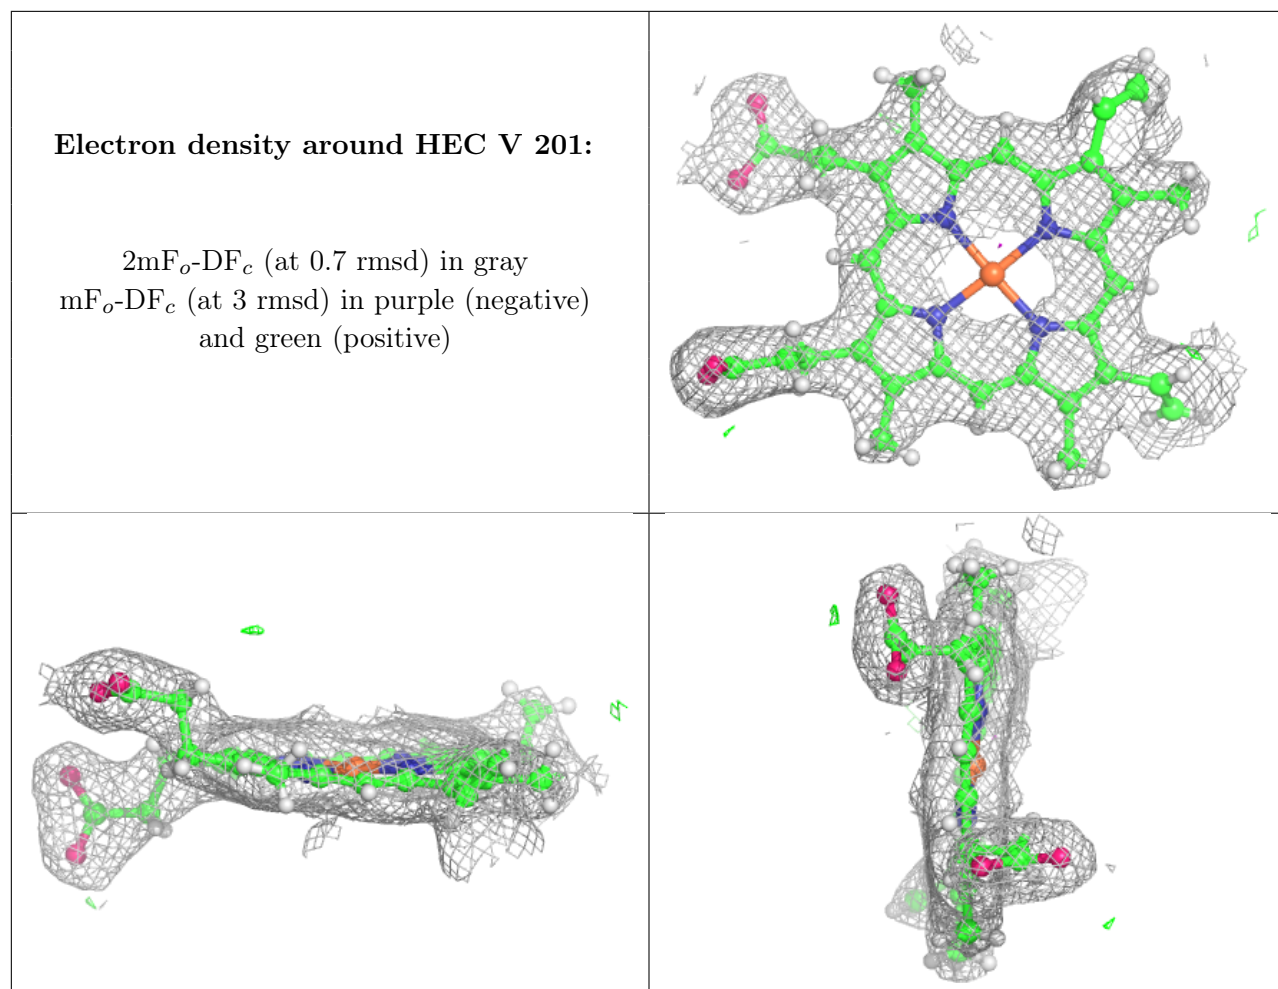 Electron density around HEC V 201:
2mFo-DFc (at 0.7 rmsd) in gray
mFo-DFc (at 3 rmsd) in purple (negative)
and green (positive)